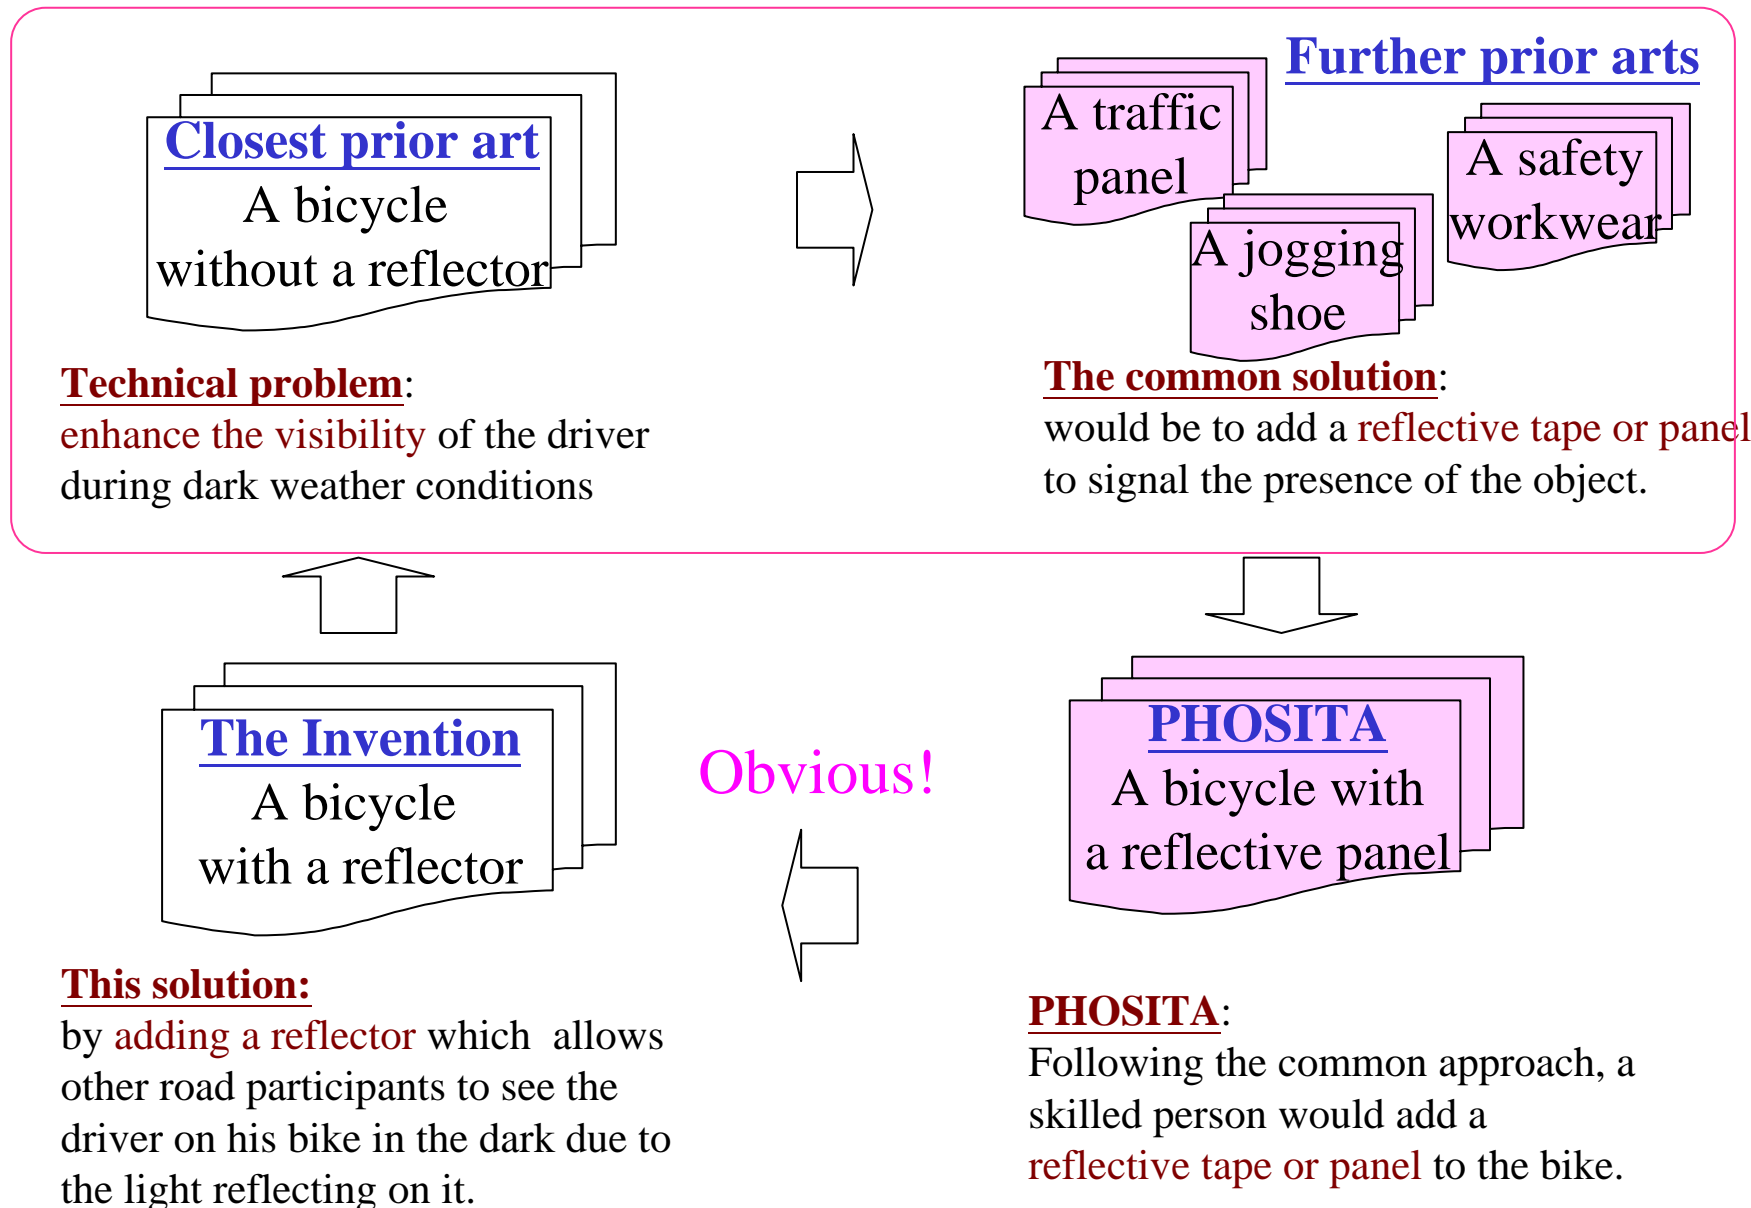 Closest prior art
A bicycle
without a reflector
Technical problem:
enhance the visibility of the driver
during dark weather conditions
Further prior arts
A traffic
panel
A safety
workwear
A jogging
shoe
The common solution:
would be to add a reflective tape or panel
to signal the presence of the object.
The Invention
A bicycle
with a reflector
This solution:
by adding a reflector which allows
other road participants to see the
driver on his bike in the dark due to
the light reflecting on it.
Obvious!
PHOSITA
A bicycle with
a reflective panel
PHOSITA:
Following the common approach, a
skilled person would add a
reflective tape or panel to the bike.